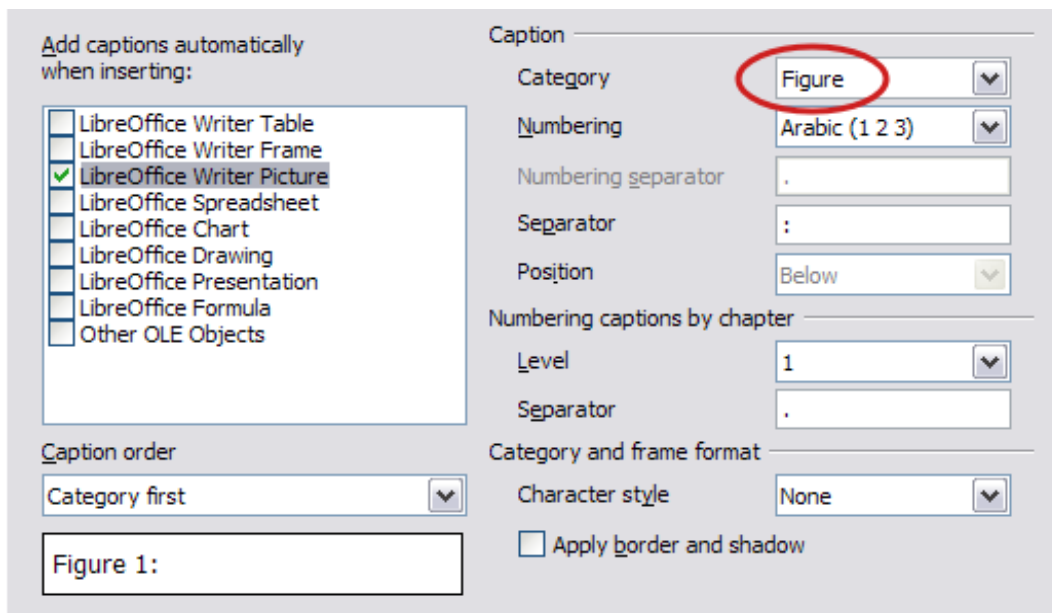 Add captions automatically
when inserting:
LibreOffice Writer Table
LibreOffice Writer Frame
LibreOffice Writer Picture
LibreOffice Spreadsheet
LibreOffice Chart
LibreOffice Drawing
LibreOffice Presentation
LibreOffice Formula
Other OLE Objects
Caption order
Category first
Figure 1:
Caption
Category Figure
Numbering Arabic (1 2 3)
Numbering separator .
Separator :
Position Below
Numbering captions by chapter
Level 1
Separator .
Category and frame format
Character style None
Apply border and shadow